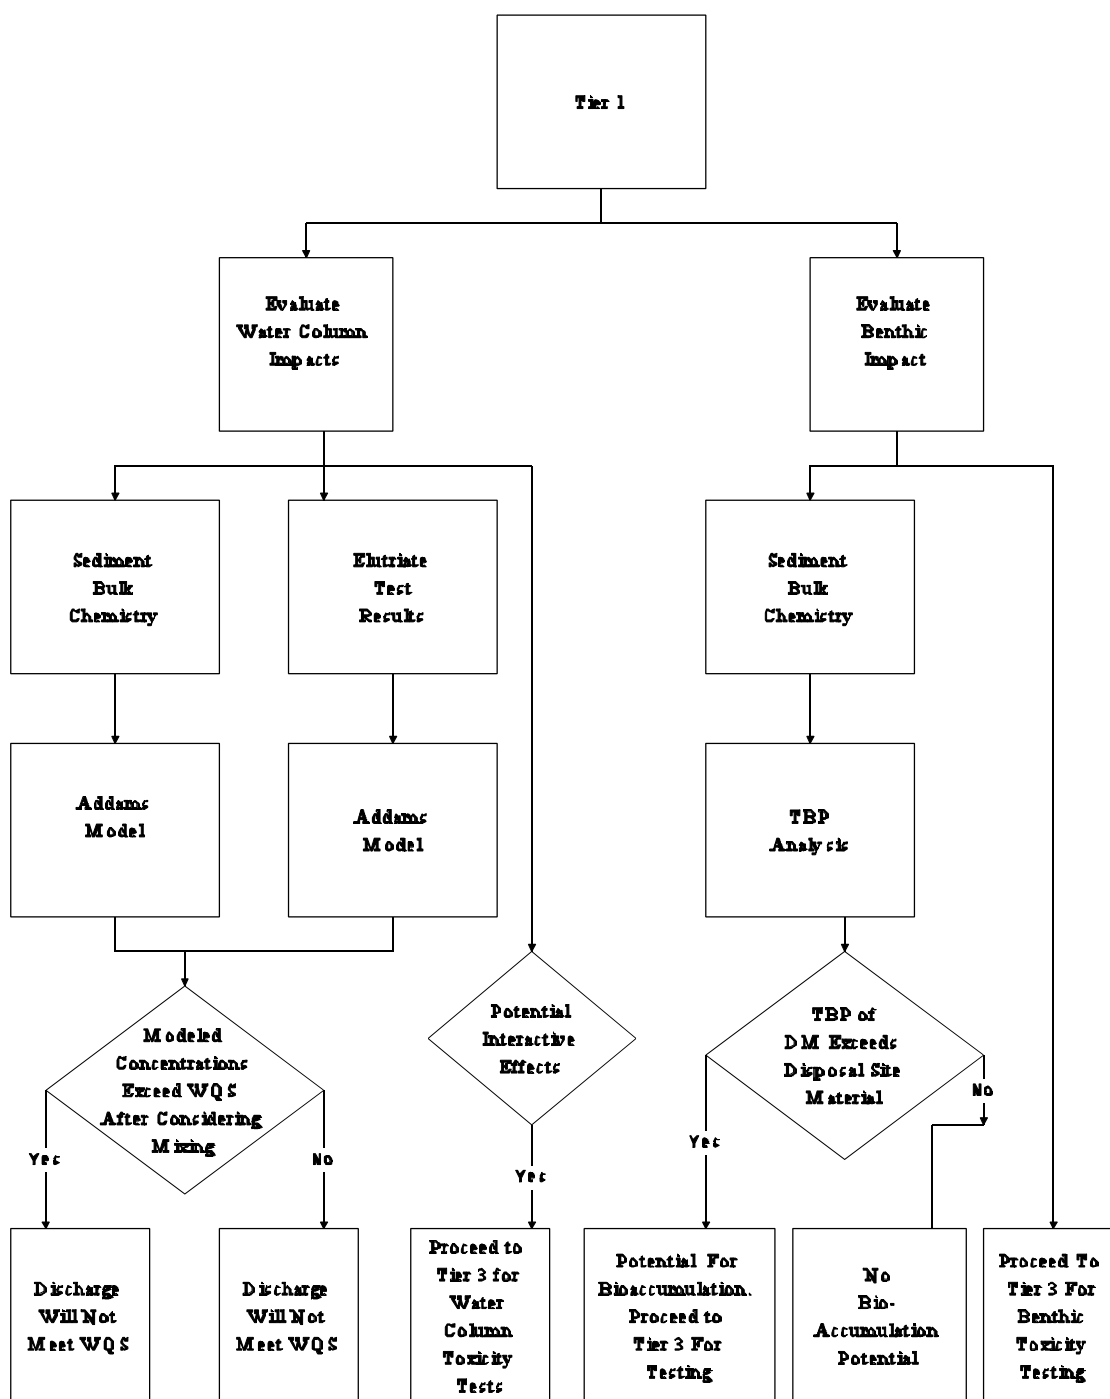 Tier 1
Evaluate
Water Column
Impacts
Evaluate
Benthic
Impact
Sediment
Bulk
Chemistry
Elutriate
Test
Results
Sediment
Bulk
Chemistry
Addams
Model
Addams
Model
TBP
Analysis
Modeled
Concentrations
Exceed WQS
After Considering
Mixing
Potential
Interactive
Effects
TBP of
DM Exceeds
Disposal Site
Material
Yes
No
Yes
Yes
No
Discharge
Will Not
Meet WQS
Discharge
Will Not
Meet WQS
Proceed to
Tier 3 for
Water
Column
Toxicity
Tests
Potential For
Bioaccumulation.
Proceed to
Tier 3 For
Testing
No
Bio-
Accumulation
Potential
Proceed To
Tier 3 For
Benthic
Toxicity
Testing